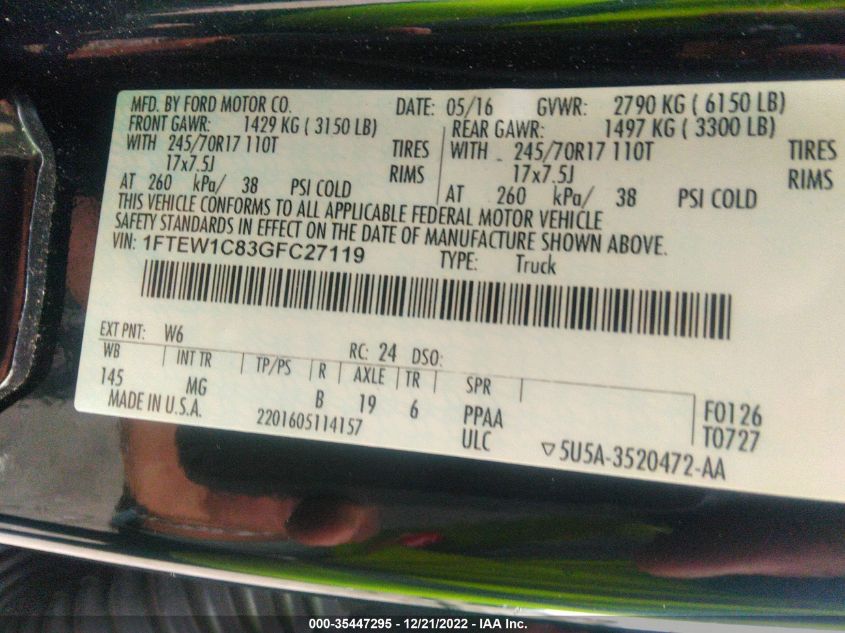 MFD. BY FORD MOTOR CO. DATE: 05/16 GVWR: 2790 KG ( 6150 LB)
FRONT GAWR: 1429 KG ( 3150 LB) REAR GAWR: 1497 KG ( 3300 LB)
WITH 245/70R17 110T TIRES WITH 245/70R17 110T TIRES
17x7.5J RIMS 17x7.5J RIMS
AT 260 kPa/ 38 PSI COLD AT 260 kPa/ 38 PSI COLD
THIS VEHICLE CONFORMS TO ALL APPLICABLE FEDERAL MOTOR VEHICLE
SAFETY STANDARDS IN EFFECT ON THE DATE OF MANUFACTURE SHOWN ABOVE.
VIN: 1FTEW1C83GFC27119 TYPE: Truck
EXT PNT: W6 RC: 24 DSO:
WB INT TR TP/PS R AXLE TR SPR
145 MG B 19 6 PPAA F0126
MADE IN U.S.A. 2201605114157 ULC T0727
▽5U5A-3520472-AA
000-35447295 - 12/21/2022 - IAA Inc.